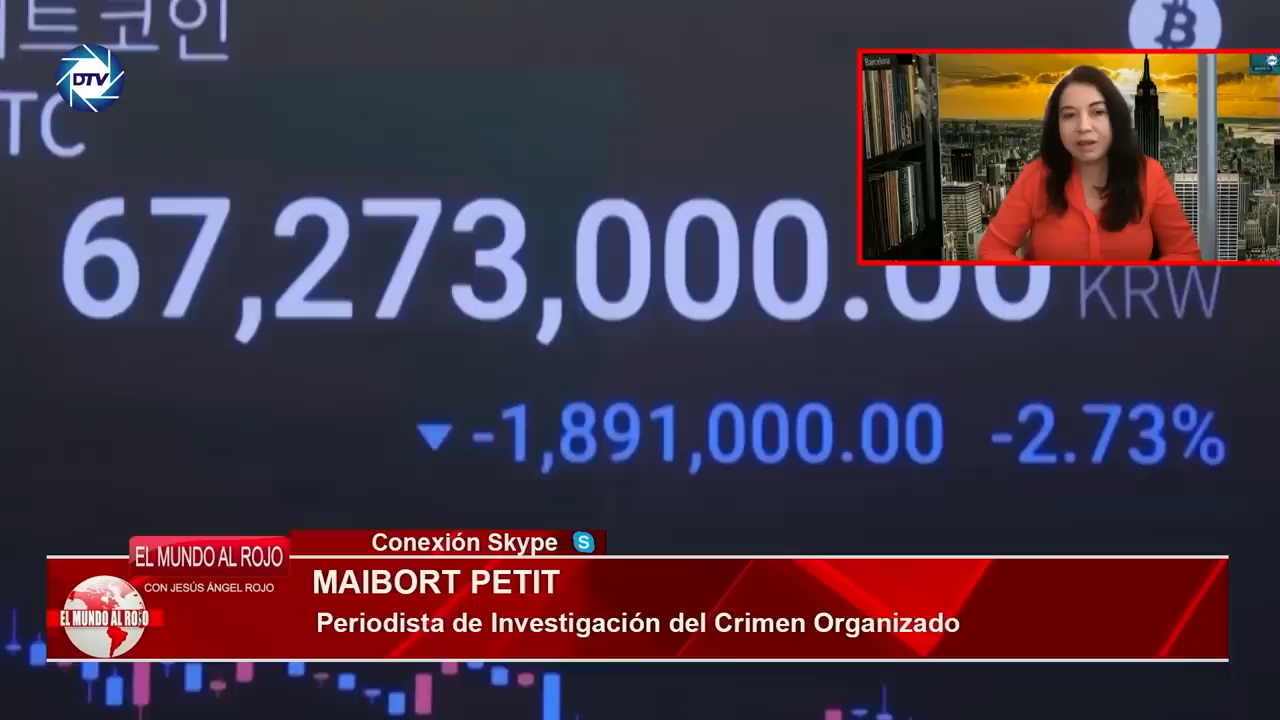 트코인
DTV
TC
Barcelona
67,273,000.00 KRW
-1,891,000.00 -2.73%
Conexión Skype
EL MUNDO AL ROJO
CON JESÚS ÁNGEL ROJO
MAIBORT PETIT
EL MUNDO AL ROJO
Periodista de Investigación del Crimen Organizado